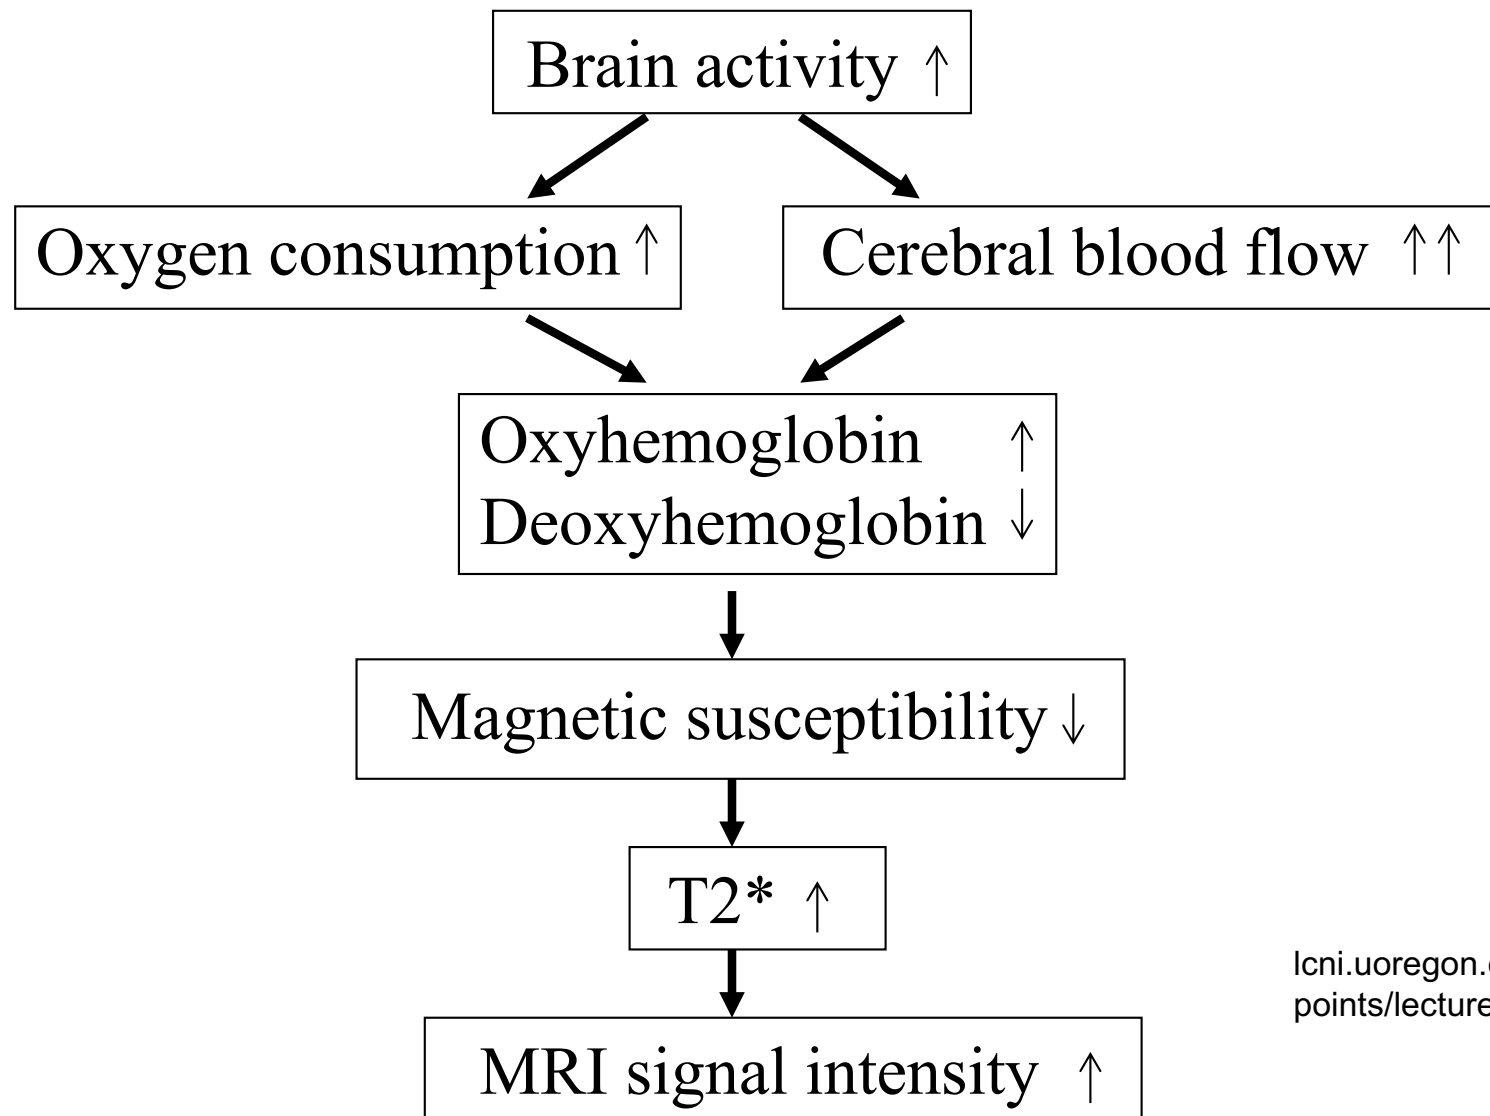 Brain activity ↑
Oxygen consumption ↑
Cerebral blood flow ↑↑
Oxyhemoglobin ↑
Deoxyhemoglobin ↓
Magnetic susceptibility ↓
T2* ↑
MRI signal intensity ↑
lcni.uoregon.
points/lecture